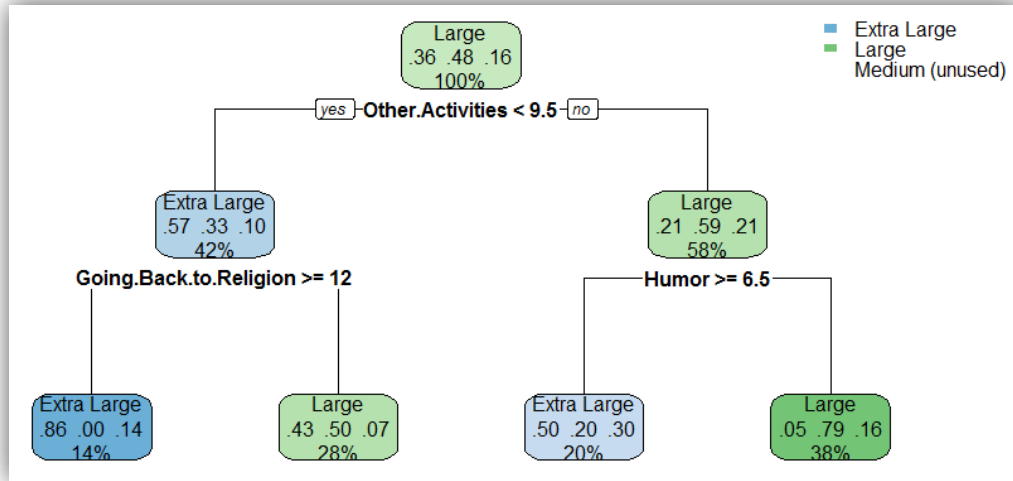 Large
.36 .48 .16
100%
Extra Large
Large
Medium (unused)
yes Other.Activities < 9.5 no
Extra Large
.57 .33 .10
42%
Large
.21 .59 .21
58%
Going.Back.to.Religion >= 12
Humor >= 6.5
Extra Large
.86 .00 .14
14%
Large
.43 .50 .07
28%
Extra Large
.50 .20 .30
20%
Large
.05 .79 .16
38%